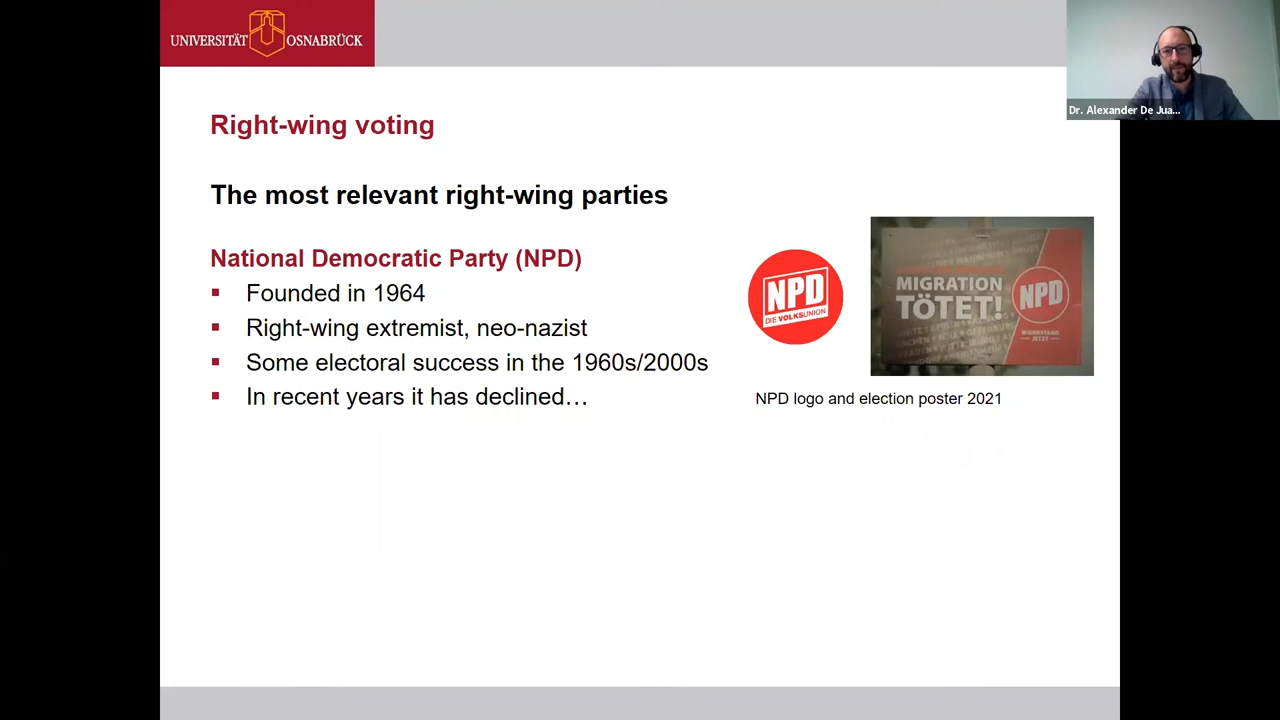 UNIVERSITÄT OSNABRÜCK
Dr. Alexander De Jua...
Right-wing voting
The most relevant right-wing parties
National Democratic Party (NPD)
▪ Founded in 1964
▪ Right-wing extremist, neo-nazist
▪ Some electoral success in the 1960s/2000s
▪ In recent years it has declined…
NPD
DIE VOLKSUNION
MIGRATION
TÖTET!
NPD
WIDERSTAND
JETZT
NPD logo and election poster 2021